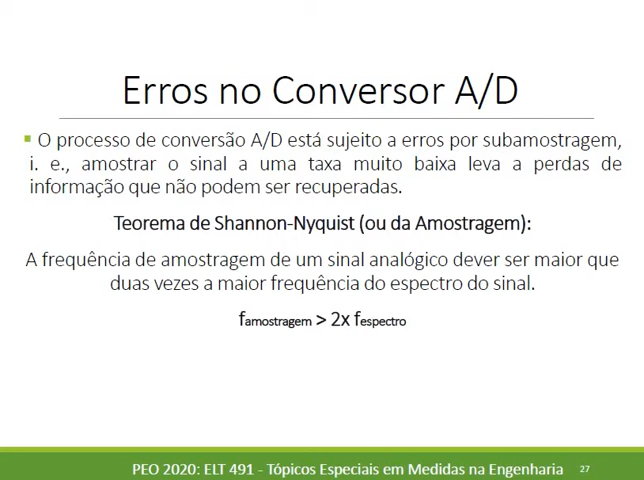 Erros no Conversor A/D
▪ O processo de conversão A/D está sujeito a erros por subamostragem,
i. e., amostrar o sinal a uma taxa muito baixa leva a perdas de
informação que não podem ser recuperadas.
Teorema de Shannon-Nyquist (ou da Amostragem):
A frequência de amostragem de um sinal analógico dever ser maior que
duas vezes a maior frequência do espectro do sinal.
famostragem > 2x fespectro
PEO 2020: ELT 491 - Tópicos Especiais em Medidas na Engenharia 27